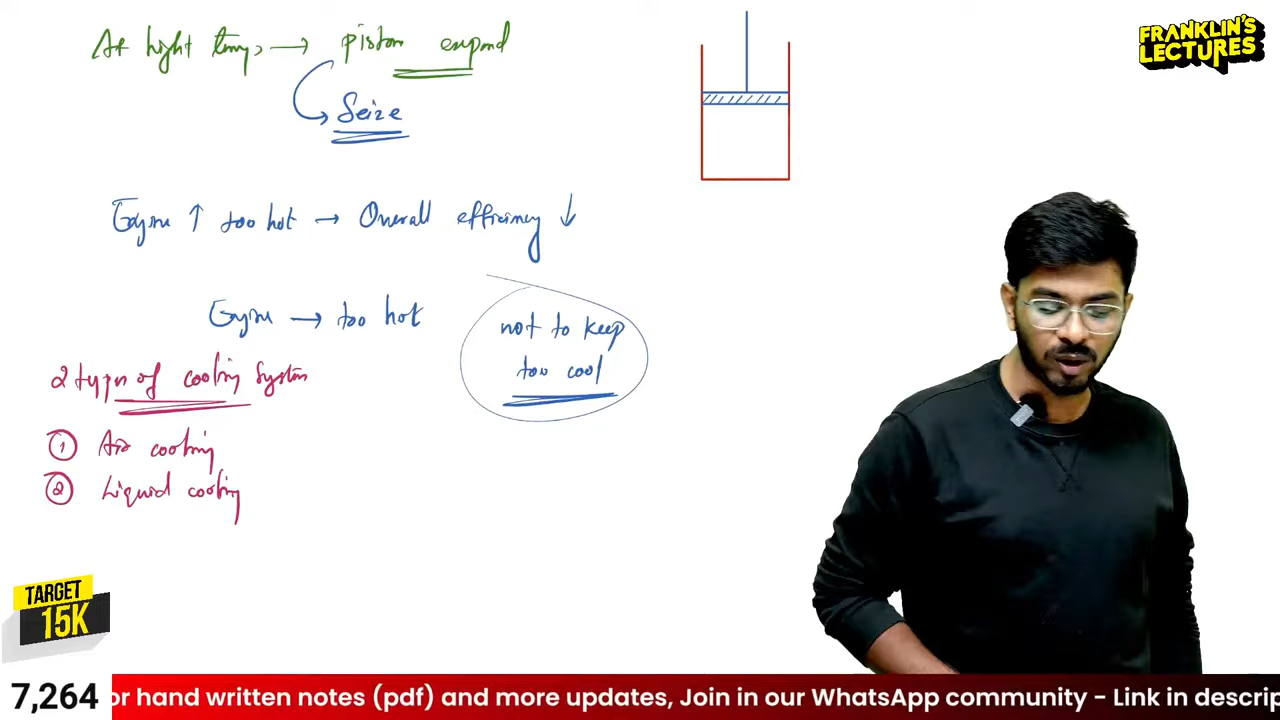 At hight temp, → piston expand
Seize
FRANKLIN'S
LECTURES
Engine ↑ too hot → Overall efficiency ↓
Engine → too hot
not to keep
too cool
2 types of cooling System
① Air cooling
② Liquid cooling
TARGET
15K
7,264
or hand written notes (pdf) and more updates, Join in our WhatsApp community - Link in descrip